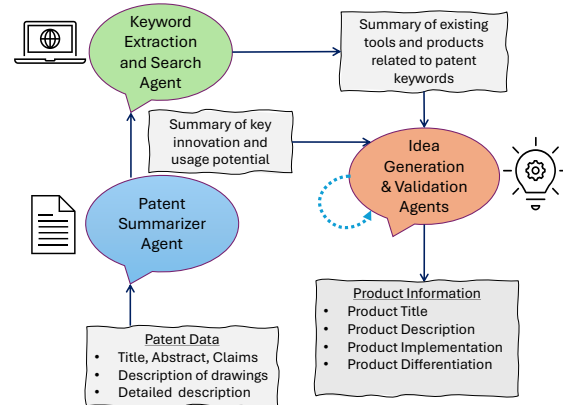 Keyword
Extraction
and Search
Agent
Summary of existing
tools and products
related to patent
keywords
Summary of key
innovation and
usage potential
Idea
Generation
& Validation
Agents
Patent
Summarizer
Agent
Product Information
• Product Title
• Product Description
• Product Implementation
• Product Differentiation
Patent Data
• Title, Abstract, Claims
• Description of drawings
• Detailed description